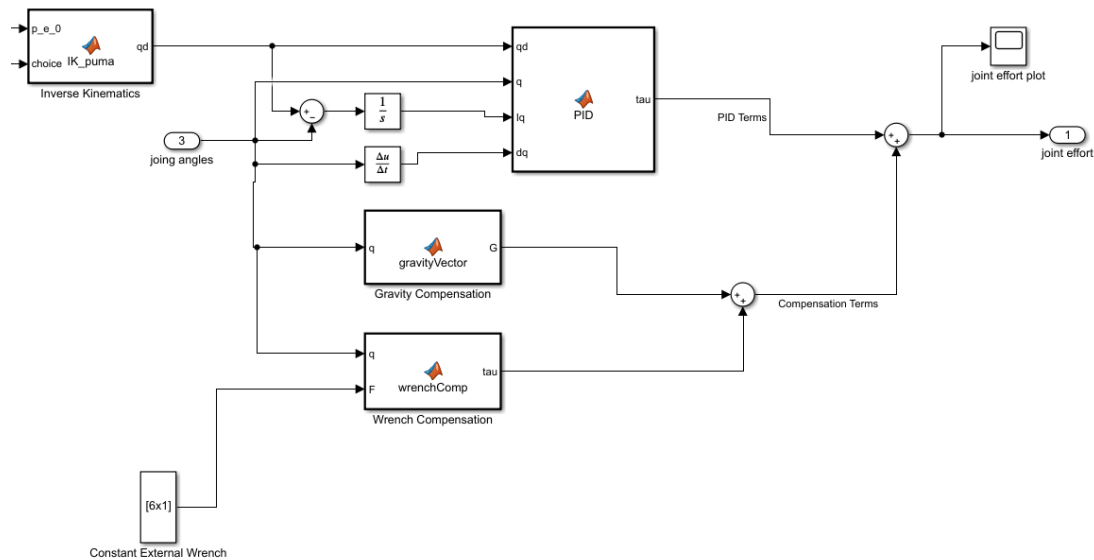 p_e_0
choice
IK_puma
qd
Inverse Kinematics
3
joing angles
+
−
1
s
Δu
Δt
qd
q
Iq
dq
PID
tau
PID Terms
joint effort plot
+
+
1
joint effort
q
gravityVector
G
Gravity Compensation
+
+
Compensation Terms
q
F
wrenchComp
tau
Wrench Compensation
[6x1]
Constant External Wrench